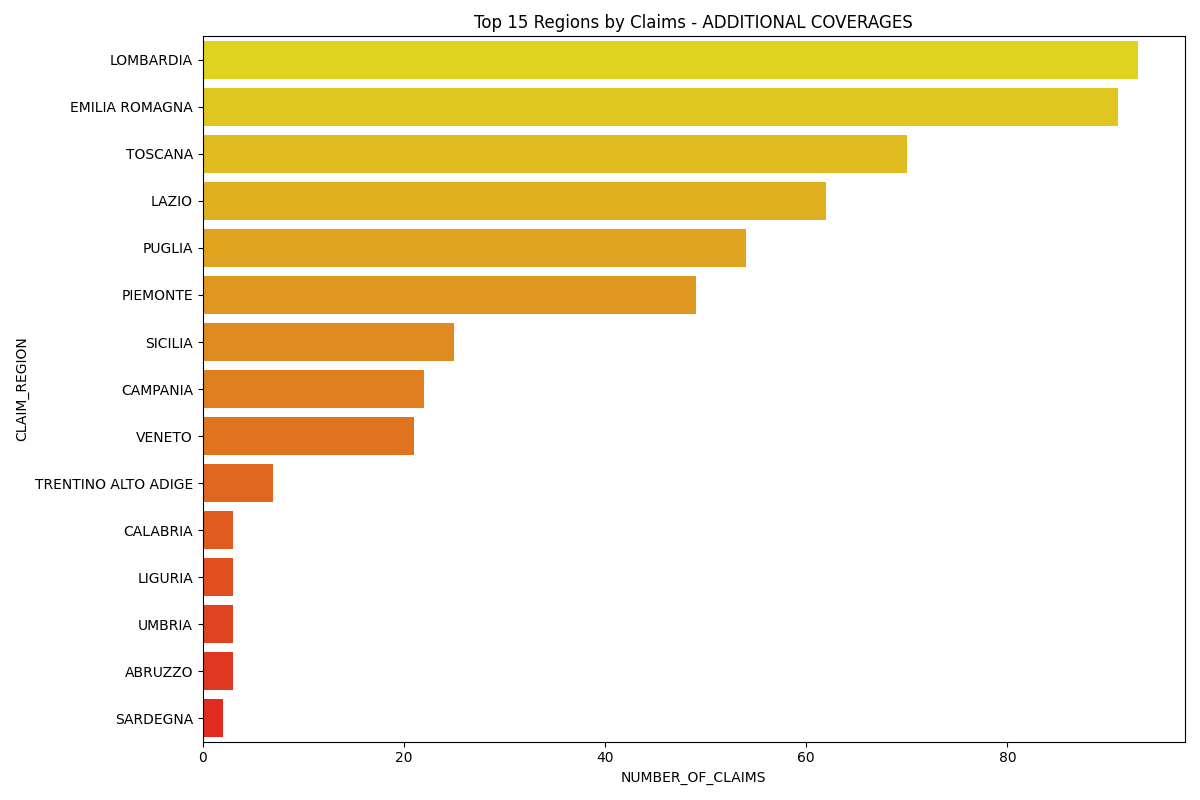 Top 15 Regions by Claims - ADDITIONAL COVERAGES
CLAIM_REGION
LOMBARDIA
EMILIA ROMAGNA
TOSCANA
LAZIO
PUGLIA
PIEMONTE
SICILIA
CAMPANIA
VENETO
TRENTINO ALTO ADIGE
CALABRIA
LIGURIA
UMBRIA
ABRUZZO
SARDEGNA
0 20 40 60 80
NUMBER_OF_CLAIMS